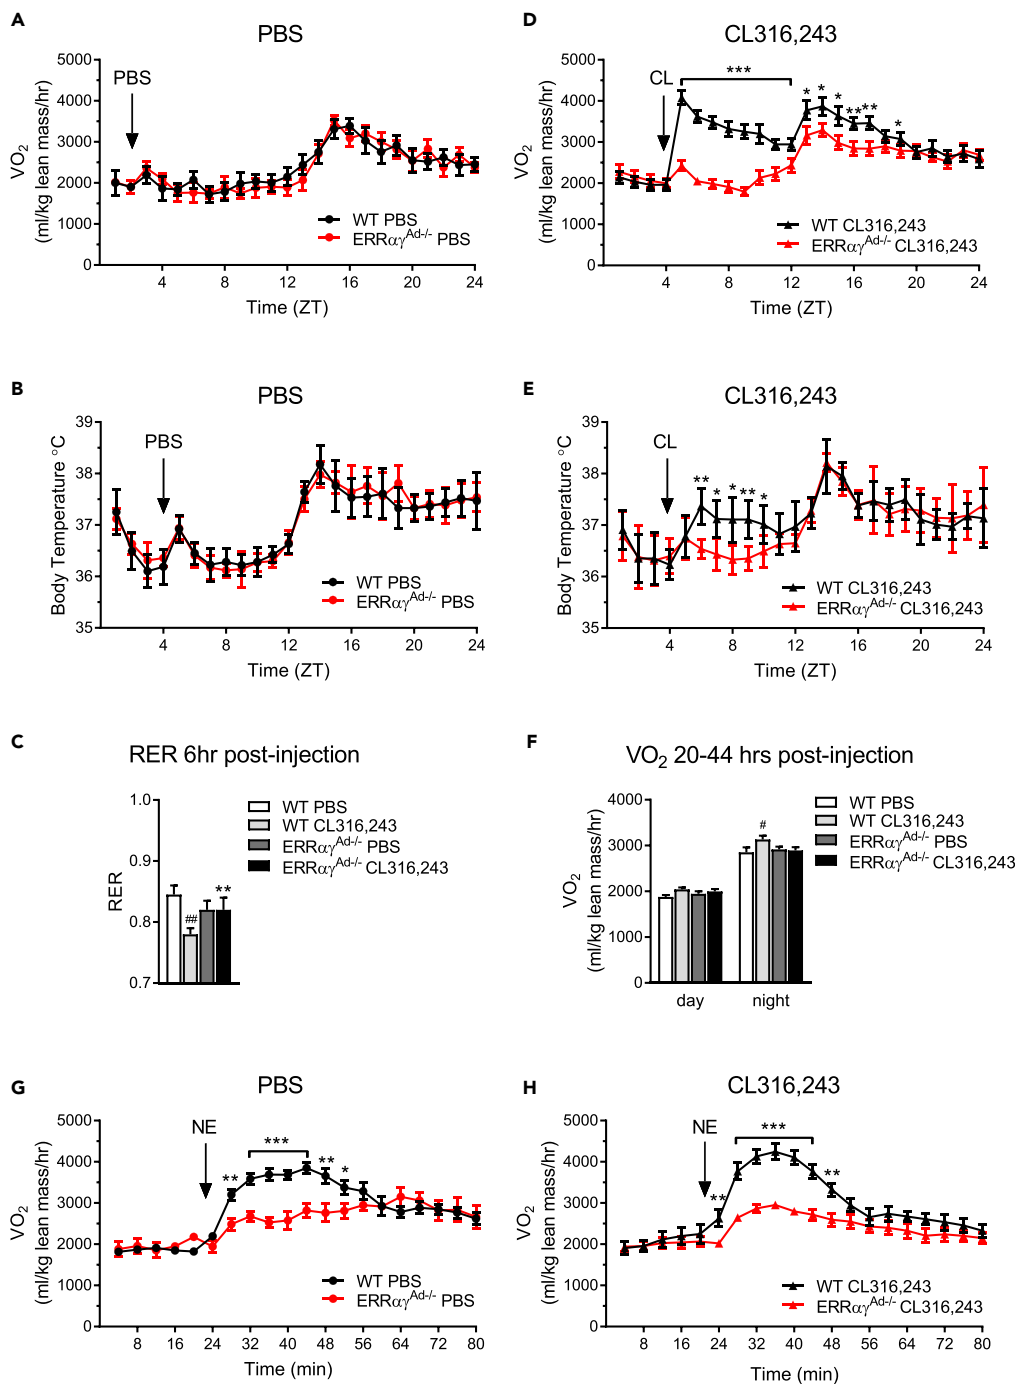 A
PBS
VO2
(ml/kg lean mass/hr)
5000
4000
3000
2000
1000
0
PBS
WT PBS
ERRαγAd-/- PBS
4 8 12 16 20 24
Time (ZT)
D
CL316,243
VO2
(ml/kg lean mass/hr)
5000
4000
3000
2000
1000
0
CL
***
* * * ** ** *
WT CL316,243
ERRαγAd-/- CL316,243
4 8 12 16 20 24
Time (ZT)
B
PBS
Body Temperature °C
39
38
37
36
35
PBS
WT PBS
ERRαγAd-/- PBS
4 8 12 16 20 24
Time (ZT)
E
CL316,243
Body Temperature °C
39
38
37
36
35
CL
** * * ** *
WT CL316,243
ERRαγAd-/- CL316,243
4 8 12 16 20 24
Time (ZT)
C
RER 6hr post-injection
RER
1.0
0.9
0.8
0.7
##
**
WT PBS
WT CL316,243
ERRαγAd-/- PBS
ERRαγAd-/- CL316,243
F
VO2 20-44 hrs post-injection
VO2
(ml/kg lean mass/hr)
4000
3000
2000
1000
0
#
day night
WT PBS
WT CL316,243
ERRαγAd-/- PBS
ERRαγAd-/- CL316,243
G
PBS
VO2
(ml/kg lean mass/hr)
5000
4000
3000
2000
1000
0
NE
** *** ** *
WT PBS
ERRαγAd-/- PBS
8 16 24 32 40 48 56 64 72 80
Time (min)
H
CL316,243
VO2
(ml/kg lean mass/hr)
5000
4000
3000
2000
1000
0
NE
** *** **
WT CL316,243
ERRαγAd-/- CL316,243
8 16 24 32 40 48 56 64 72 80
Time (min)